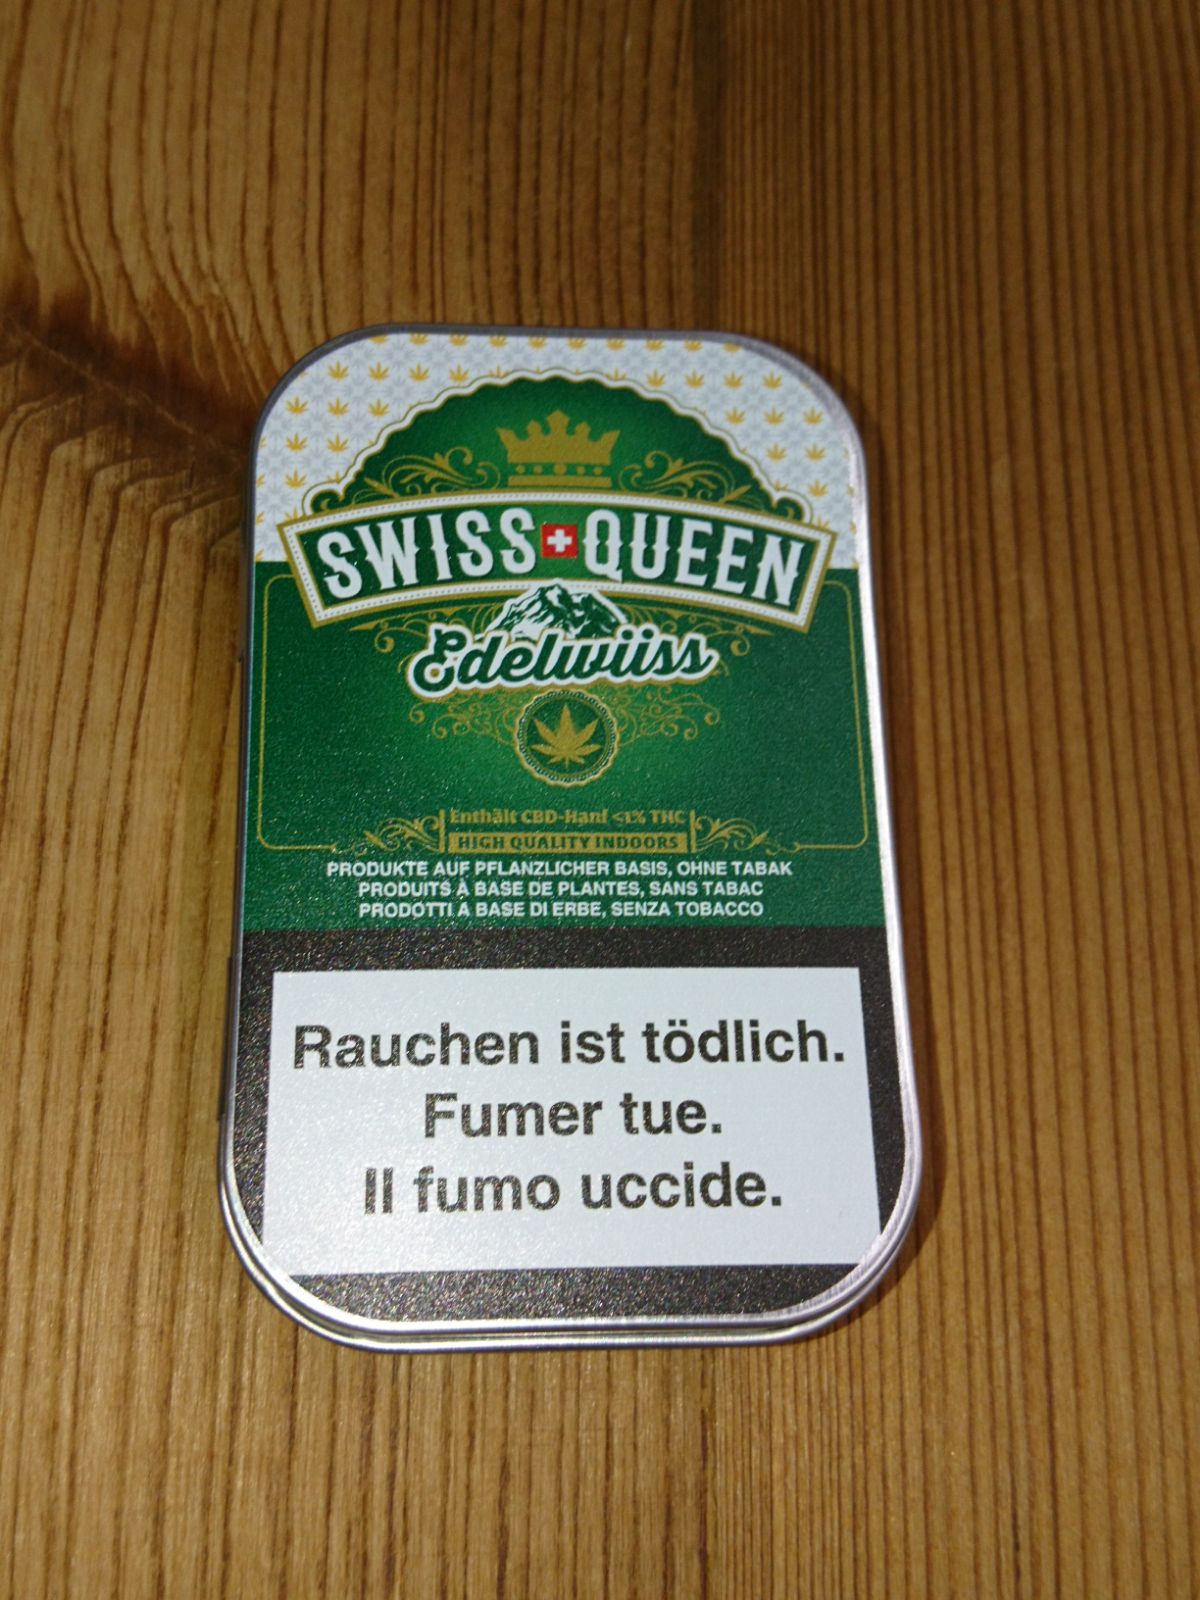 SWISS QUEEN
Edelwiiss
Enthält CBD-Hanf <1% THC
HIGH QUALITY INDOORS
PRODUKTE AUF PFLANZLICHER BASIS, OHNE TABAK
PRODUITS À BASE DE PLANTES, SANS TABAC
PRODOTTI A BASE DI ERBE, SENZA TOBACCO
Rauchen ist tödlich.
Fumer tue.
Il fumo uccide.